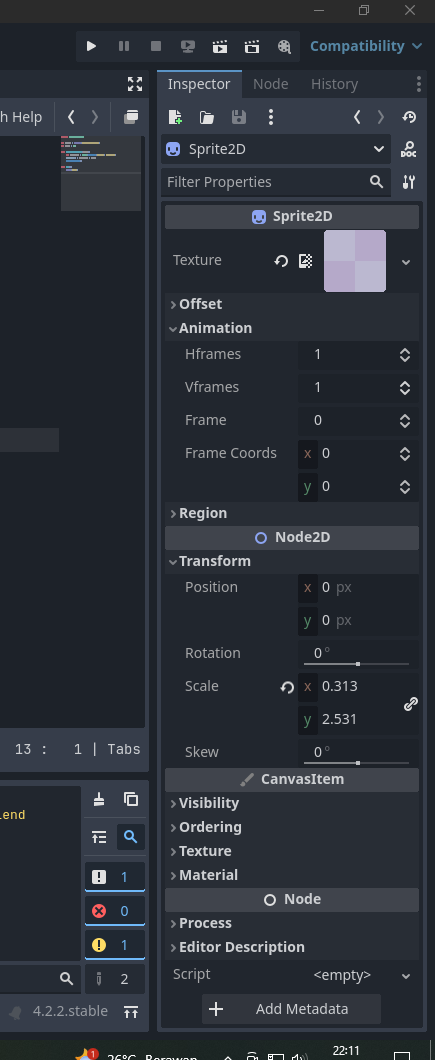 Compatibility
Inspector Node History
h Help
Sprite2D
DOC
Filter Properties
Sprite2D
Texture
Offset
Animation
Hframes 1
Vframes 1
Frame 0
Frame Coords x 0
y 0
Region
Node2D
Transform
Position x 0 px
y 0 px
Rotation 0 °
Scale x 0.313
y 2.531
Skew 0 °
13 : 1 | Tabs
CanvasItem
Visibility
Ordering
Texture
Material
Node
Process
Editor Description
Script <empty>
Add Metadata
end
1
0
1
2
4.2.2.stable
1 26°C Berawan 22:11